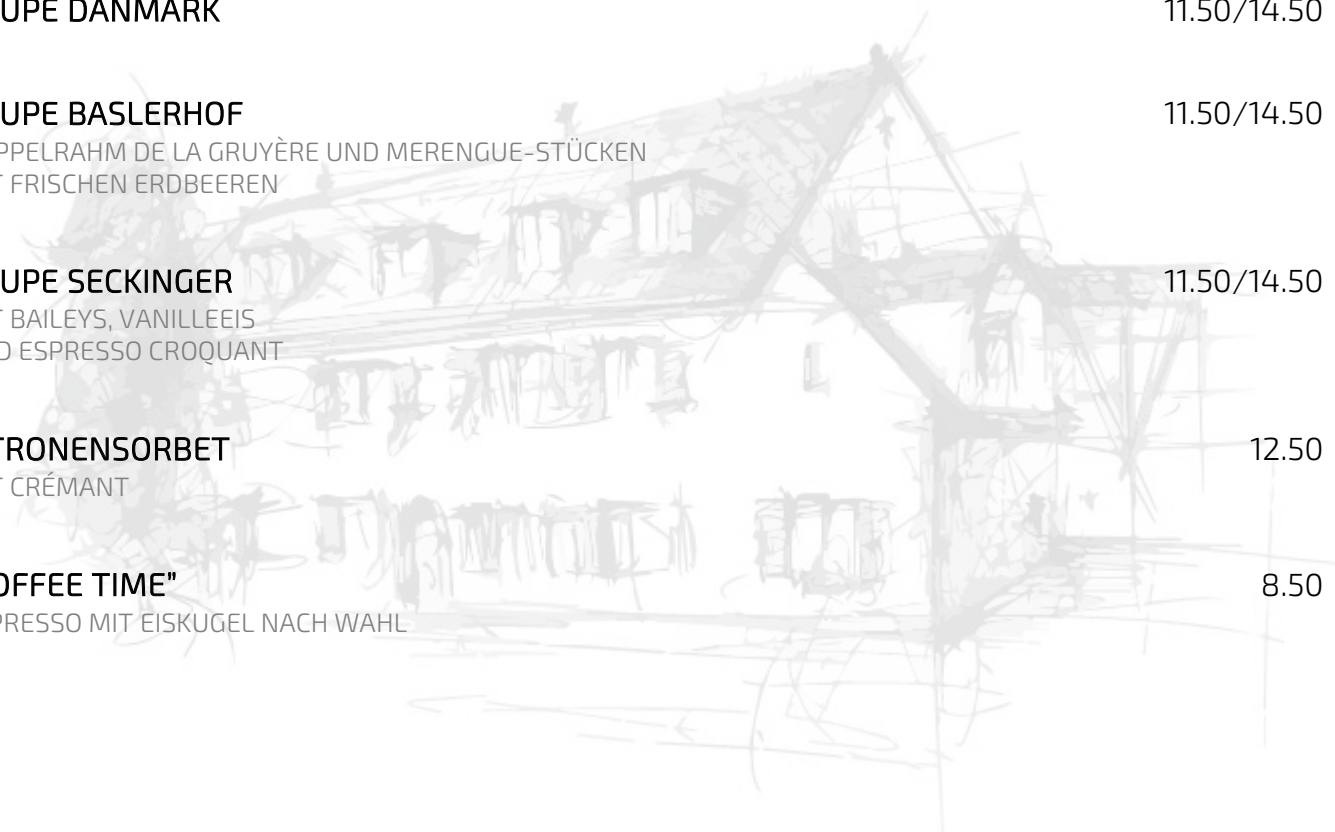 UPE DANMARK 11.50/14.50
UPE BASLERHOF 11.50/14.50
PPELRAHM DE LA GRUYÈRE UND MERENGUE-STÜCKEN
T FRISCHEN ERDBEEREN
UPE SECKINGER 11.50/14.50
T BAILEYS, VANILLEEIS
D ESPRESSO CROQUANT
TRONENSORBET 12.50
T CRÉMANT
OFFEE TIME" 8.50
PRESSO MIT EISKUGEL NACH WAHL